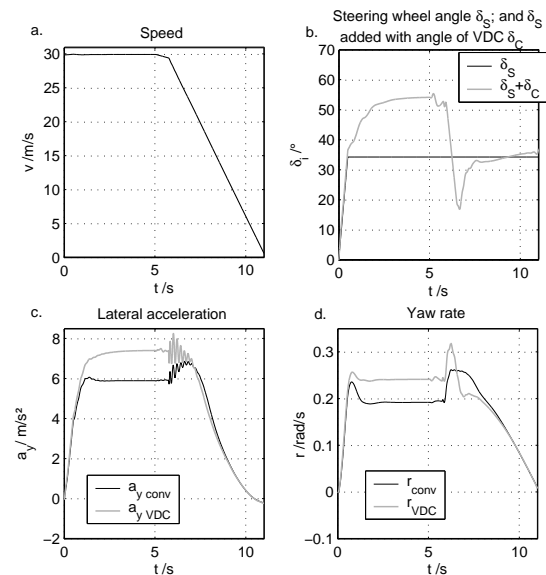 a.
Speed
30
25
20
15
10
5
0
v /m/s
0 5 10
t /s
b.
Steering wheel angle δS; and δS
added with angle of VDC δC
70
60
50
40
30
20
10
0
δi /°
δS
δS+δC
0 5 10
t /s
c.
Lateral acceleration
8
6
4
2
0
−2
ay/ m/s²
ay conv
ay VDC
0 5 10
t /s
d.
Yaw rate
0.3
0.2
0.1
0
−0.1
r /rad/s
rconv
rVDC
0 5 10
t /s